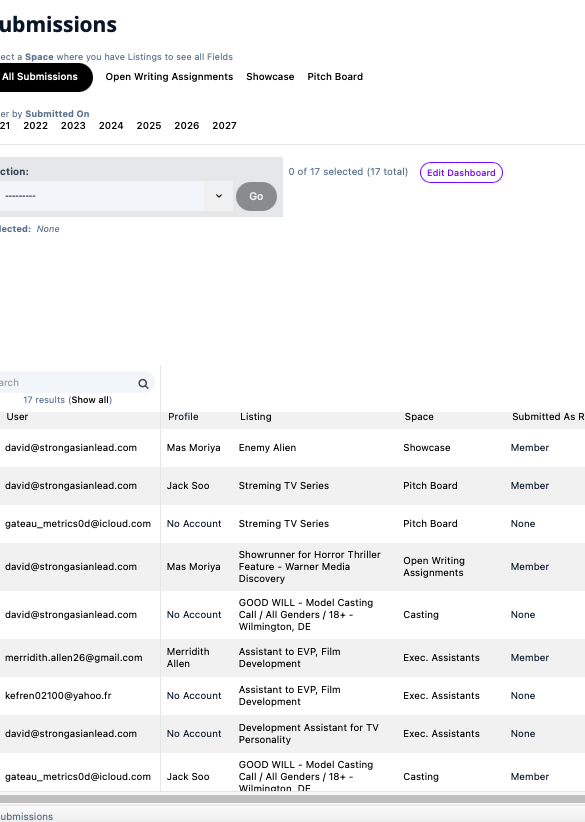 ubmissions
ect a Space where you have Listings to see all Fields
All Submissions Open Writing Assignments Showcase Pitch Board
er by Submitted On
21 2022 2023 2024 2025 2026 2027
ction:
0 of 17 selected (17 total) Edit Dashboard
--------- Go
lected: None
arch
17 results (Show all)
User Profile Listing Space Submitted As R
david@strongasianlead.com Mas Moriya Enemy Alien Showcase Member
david@strongasianlead.com Jack Soo Streming TV Series Pitch Board Member
gateau_metrics0d@icloud.com No Account Streming TV Series Pitch Board None
david@strongasianlead.com Mas Moriya Showrunner for Horror Thriller
Feature - Warner Media
Discovery
Open Writing
Assignments
Member
david@strongasianlead.com No Account GOOD WILL - Model Casting
Call / All Genders / 18+ -
Wilmington, DE
Casting None
merridith.allen26@gmail.com Merridith
Allen
Assistant to EVP, Film
Development
Exec. Assistants Member
kefren02100@yahoo.fr No Account Assistant to EVP, Film
Development
Exec. Assistants None
david@strongasianlead.com No Account Development Assistant for TV
Personality
Exec. Assistants None
gateau_metrics0d@icloud.com Jack Soo GOOD WILL - Model Casting
Call / All Genders / 18+ -
Wilmington, DE
Casting Member
ubmissions